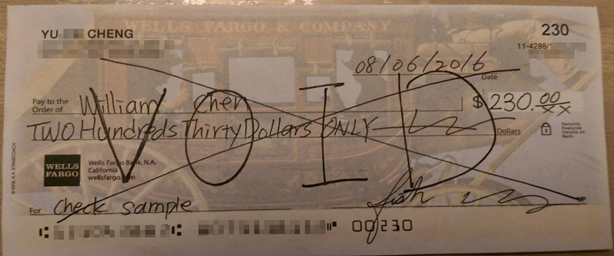 WELLS FARGO & COMPANY
YU CHENG
230
11-4288/
08/06/2016
Date
Pay to the
Order of
William Chen
$ 230.00/xx
TWO Hundreds Thirty Dollars ONLY
Dollars
VOID
WELLS
FARGO
Wells Fargo Bank, N.A.
California
wellsfargo.com
For check sample
00230